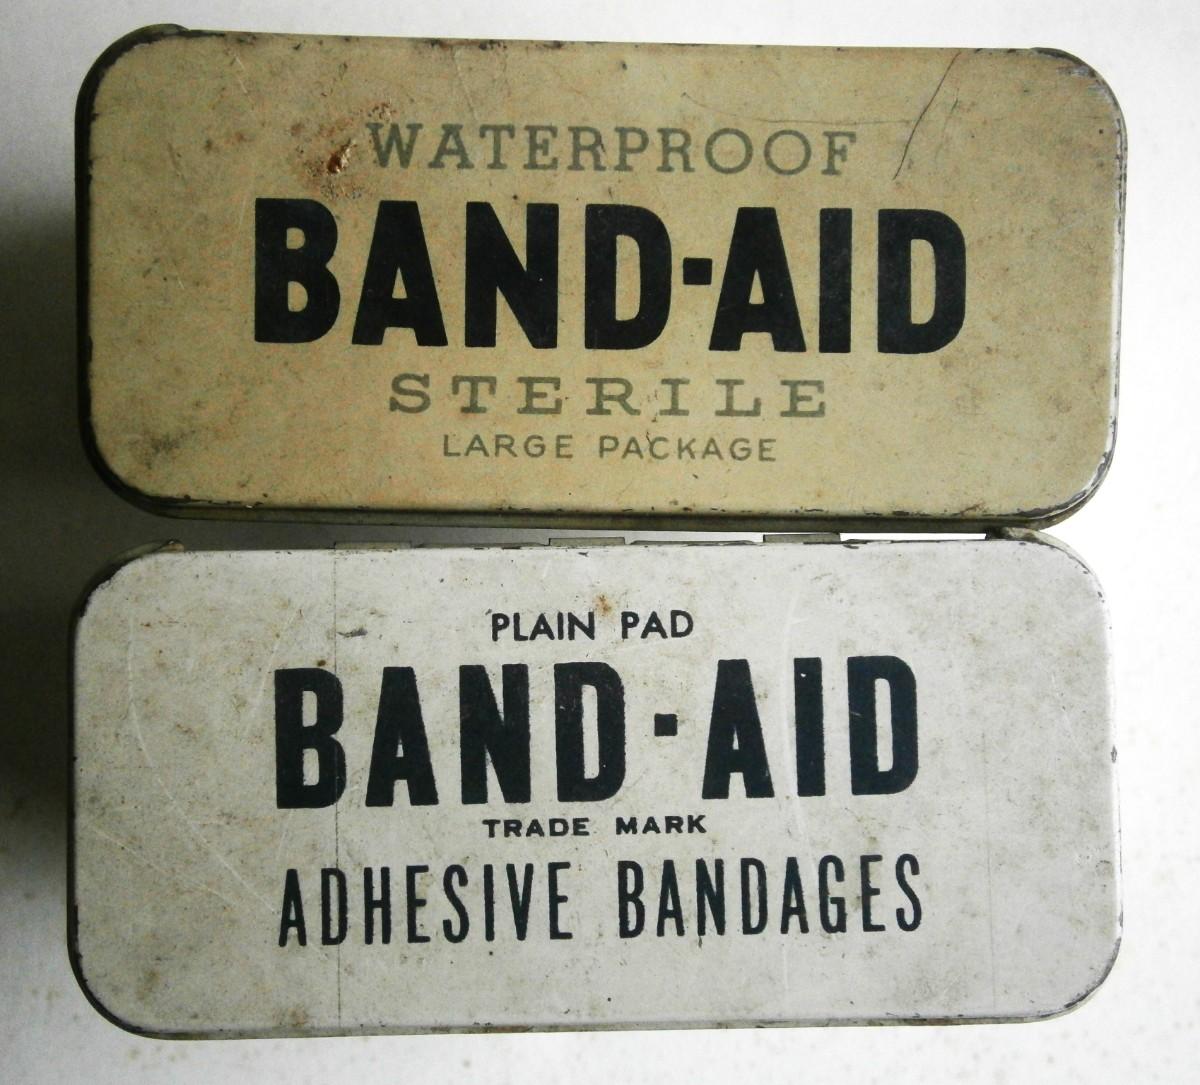 WATERPROOF
BAND-AID
STERILE
LARGE PACKAGE
PLAIN PAD
BAND-AID
TRADE MARK
ADHESIVE BANDAGES